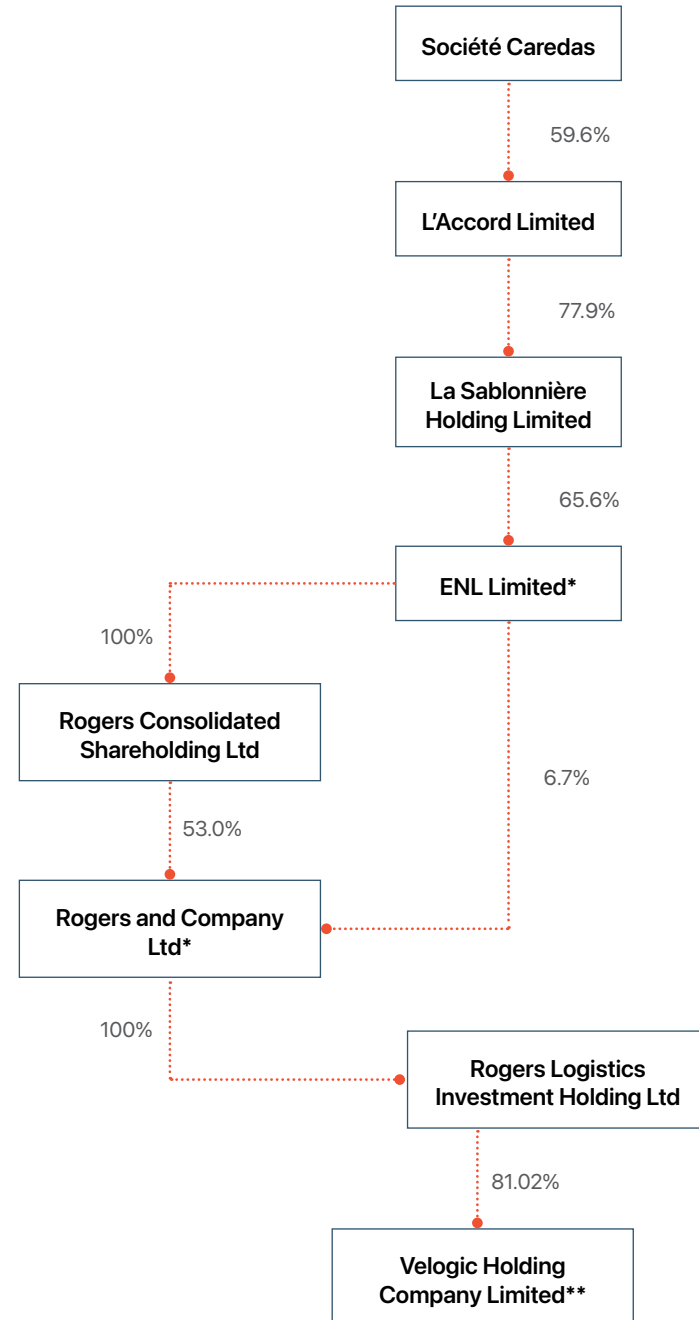 Société Caredas
59.6%
L'Accord Limited
77.9%
La Sablonnière
Holding Limited
65.6%
ENL Limited*
100%
Rogers Consolidated
Shareholding Ltd
6.7%
53.0%
Rogers and Company
Ltd*
100%
Rogers Logistics
Investment Holding Ltd
81.02%
Velogic Holding
Company Limited**